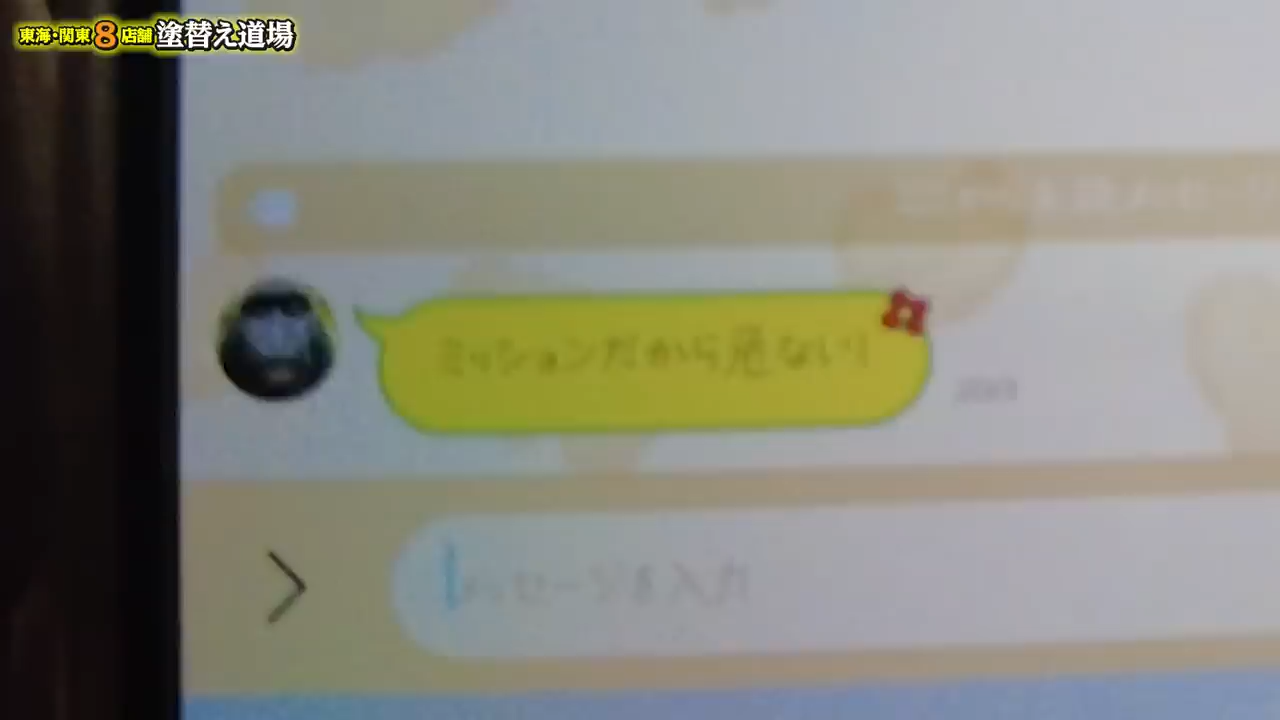 東海・関東8店舗塗替え道場
ミッションだから危ない!
メッセージを入力